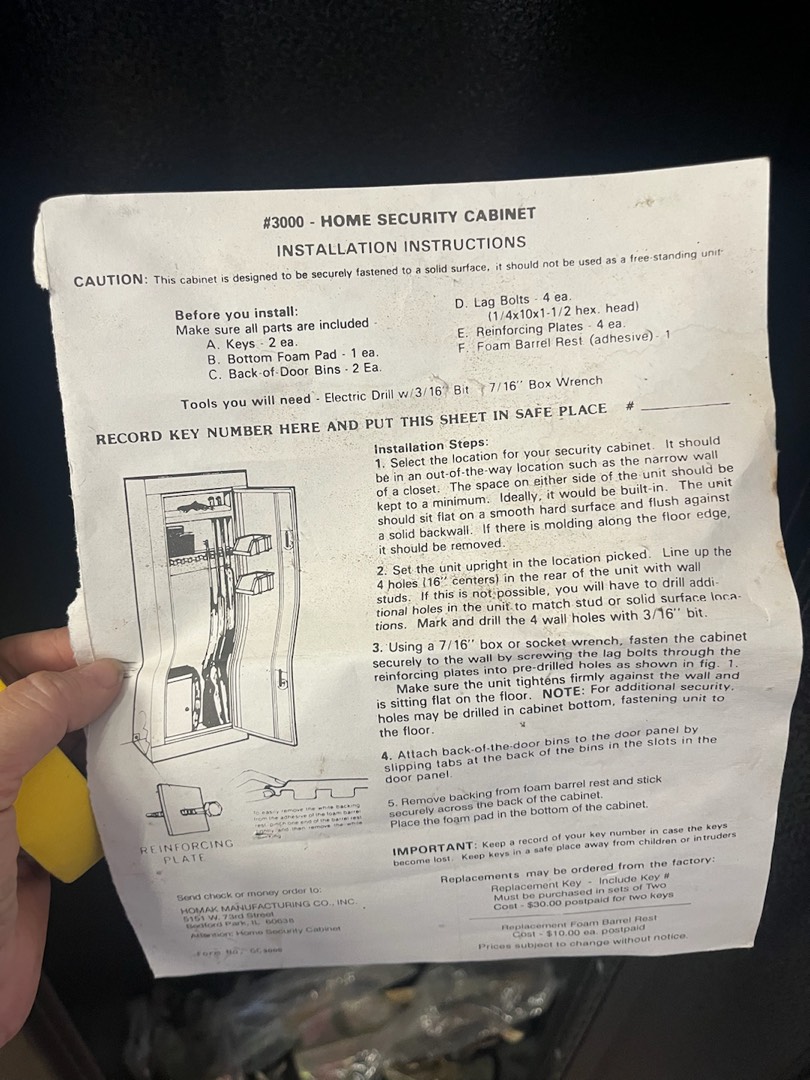 #3000 - HOME SECURITY CABINET
INSTALLATION INSTRUCTIONS
CAUTION: This cabinet is designed to be securely fastened to a solid surface, it should not be used as a free-standing unit.
Before you install:
Make sure all parts are included -
A. Keys - 2 ea.
B. Bottom Foam Pad - 1 ea.
C. Back-of-Door Bins - 2 Ea.
D. Lag Bolts - 4 ea.
(1/4x10x1-1/2 hex. head)
E. Reinforcing Plates - 4 ea.
F. Foam Barrel Rest (adhesive) - 1
Tools you will need - Electric Drill w/3/16" Bit 7/16" Box Wrench
RECORD KEY NUMBER HERE AND PUT THIS SHEET IN SAFE PLACE #
Installation Steps:
1. Select the location for your security cabinet. It should
be in an out-of-the-way location such as the narrow wall
of a closet. The space on either side of the unit should be
kept to a minimum. Ideally, it would be built-in. The unit
should sit flat on a smooth hard surface and flush against
a solid backwall. If there is molding along the floor edge,
it should be removed.
2. Set the unit upright in the location picked. Line up the
4 holes (16" centers) in the rear of the unit with wall
studs. If this is not possible, you will have to drill addi-
tional holes in the unit to match stud or solid surface loca-
tions. Mark and drill the 4 wall holes with 3/16" bit.
3. Using a 7/16" box or socket wrench, fasten the cabinet
securely to the wall by screwing the lag bolts through the
reinforcing plates into pre-drilled holes as shown in fig. 1.
Make sure the unit tightens firmly against the wall and
is sitting flat on the floor. NOTE: For additional security,
holes may be drilled in cabinet bottom, fastening unit to
the floor.
4. Attach back-of-the-door bins to the door panel by
slipping tabs at the back of the bins in the slots in the
door panel.
5. Remove backing from foam barrel rest and stick
securely across the back of the cabinet.
Place the foam pad in the bottom of the cabinet.
To easily remove the white backing
from the adhesive of the foam barrel
rest,
and then remove the white
REINFORCING
PLATE
IMPORTANT: Keep a record of your key number in case the keys
become lost. Keep keys in a safe place away from children or intruders
Replacements may be ordered from the factory:
Replacement Key - Include Key #
Must be purchased in sets of Two
Cost - $30.00 postpaid for two keys
Replacement Foam Barrel Rest
Cost - $10.00 ea. postpaid
Prices subject to change without notice.
Send check or money order to:
HOMAK MANUFACTURING CO., INC.
5151 W. 73rd Street
Bedford Park, IL 60638
Attention: Home Security Cabinet
Form No.